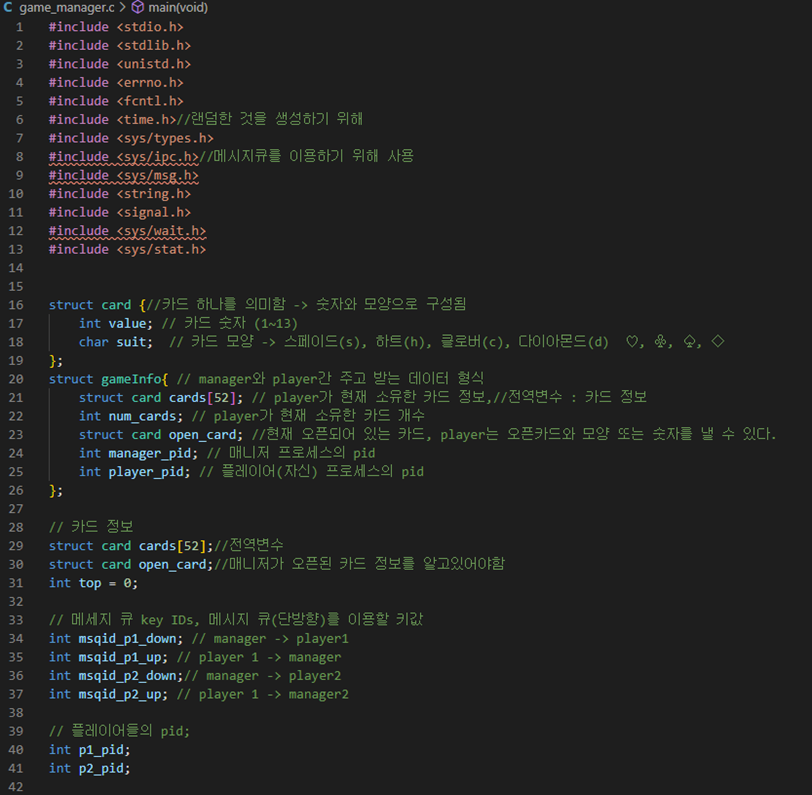 C game_manager.c > main(void)
1 #include <stdio.h>
2 #include <stdlib.h>
3 #include <unistd.h>
4 #include <errno.h>
5 #include <fcntl.h>
6 #include <time.h>//랜덤한 것을 생성하기 위해
7 #include <sys/types.h>
8 #include <sys/ipc.h>//메시지큐를 이용하기 위해 사용
9 #include <sys/msg.h>
10 #include <string.h>
11 #include <signal.h>
12 #include <sys/wait.h>
13 #include <sys/stat.h>
14
15
16 struct card {//카드 하나를 의미함 -> 숫자와 모양으로 구성됨
17 int value; // 카드 숫자 (1~13)
18 char suit; // 카드 모양 -> 스페이드(s), 하트(h), 클로버(c), 다이아몬드(d) ♡, ♧, ♤, ◇
19 };
20 struct gameInfo{ // manager와 player간 주고 받는 데이터 형식
21 struct card cards[52]; // player가 현재 소유한 카드 정보,//전역변수 : 카드 정보
22 int num_cards; // player가 현재 소유한 카드 개수
23 struct card open_card; //현재 오픈되어 있는 카드, player는 오픈카드와 모양 또는 숫자를 낼 수 있다.
24 int manager_pid; // 매니저 프로세스의 pid
25 int player_pid; // 플레이어(자신) 프로세스의 pid
26 };
27
28 // 카드 정보
29 struct card cards[52];//전역변수
30 struct card open_card;//매니저가 오픈된 카드 정보를 알고있어야함
31 int top = 0;
32
33 // 메세지 큐 key IDs, 메시지 큐(단방향)를 이용할 키값
34 int msqid_p1_down; // manager -> player1
35 int msqid_p1_up; // player 1 -> manager
36 int msqid_p2_down;// manager -> player2
37 int msqid_p2_up; // player 1 -> manager2
38
39 // 플레이어들의 pid;
40 int p1_pid;
41 int p2_pid;
42